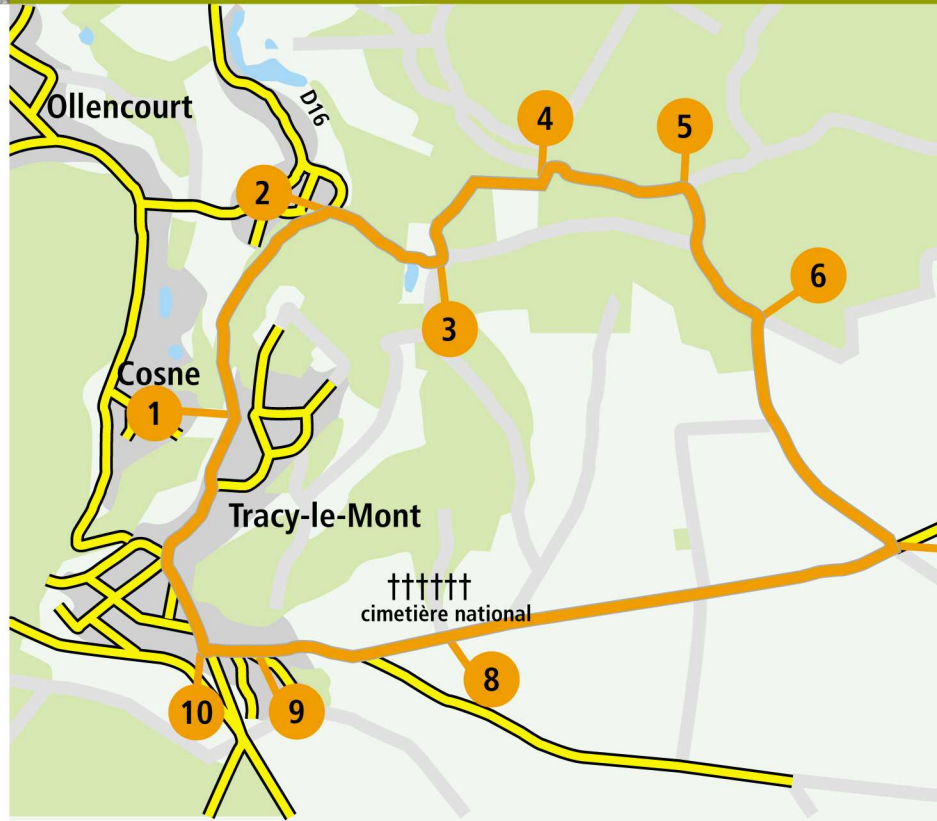 Ollencourt
D16
4
5
2
6
3
Cosne
1
Tracy-le-Mont
††††††
cimetière national
8
10
9